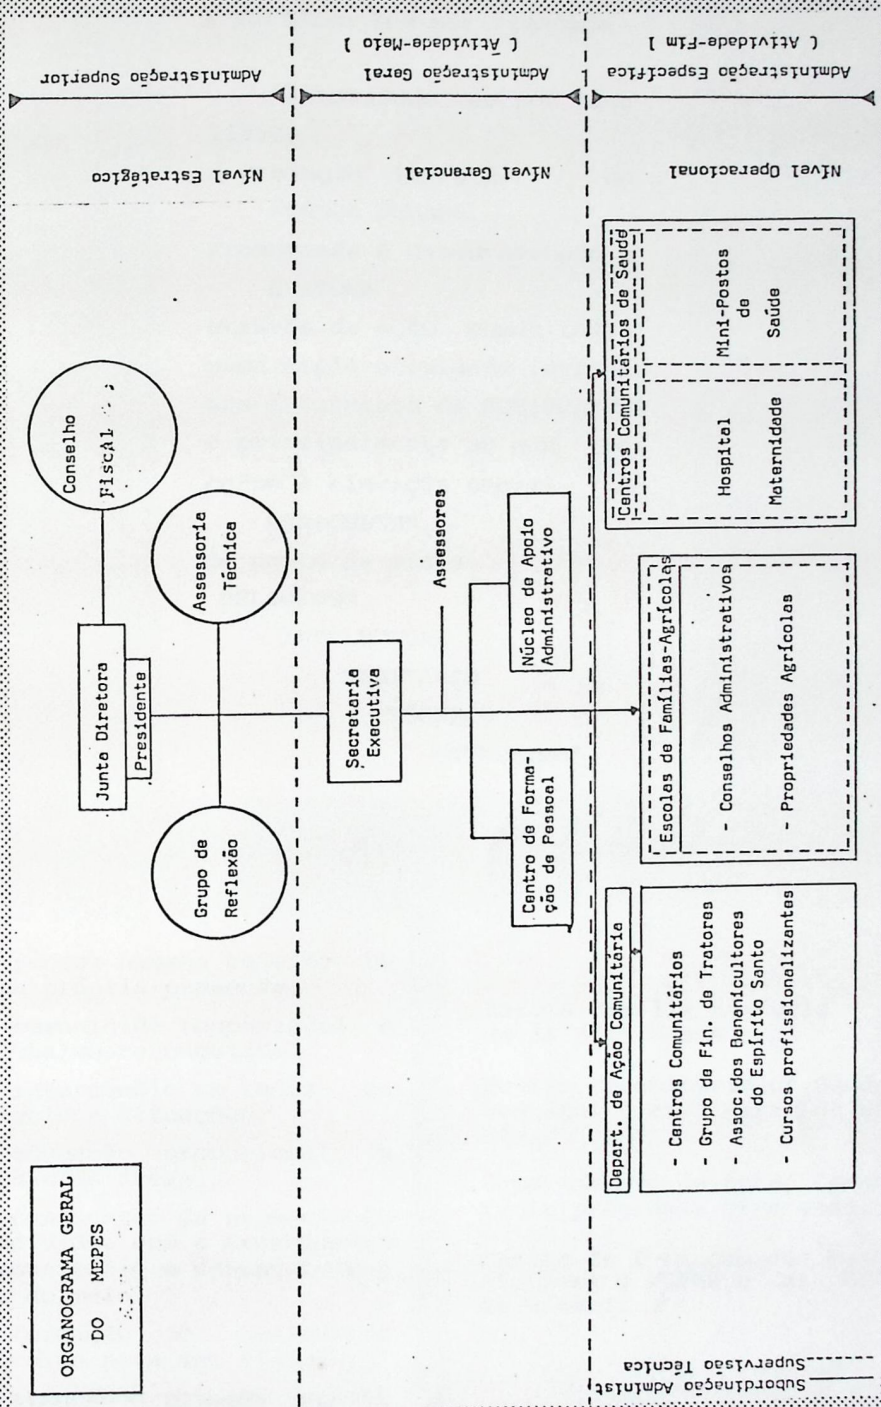 ORGANOGRAMA GERAL
DO MEPES
Conselho
Fiscal
Junta Diretora
Presidente
Grupo de
Reflexão
Assessoria
Técnica
Nível Estratégico
Administração Superior
Secretaria
Executiva
Assessores
Centro de Forma-
ção de Pessoal
Núcleo de Apoio
Administrativo
Nível Gerencial
Administração Geral
( Atividade-Meio )
Depart. de Ação Comunitária
- Centros Comunitários
- Grupo de Fin. de Tratores
- Assoc.dos Bananicultores
do Espírito Santo
- Cursos profissionalizantes
Escolas de Famílias-Agrícolas
- Conselhos Administrativos
- Propriedades Agrícolas
Centros Comunitários de Saúde
Hospital
Maternidade
Mini-Postos
de
Saúde
Nível Operacional
Administração Específica
( Atividade-Fim )
Subordinação Administ
Supervisão Técnica